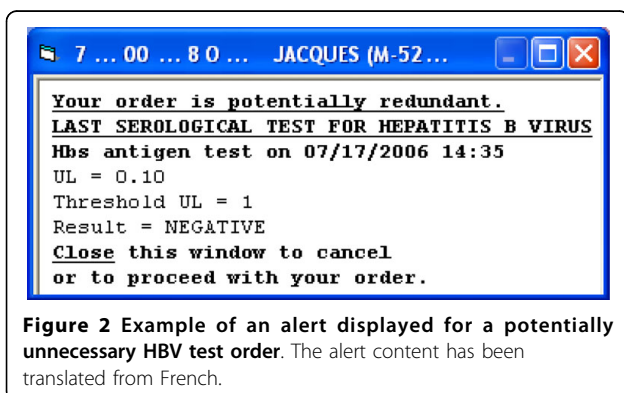 7 ... 00 ... 8 0 ... JACQUES (M-52 ...
Your order is potentially redundant.
LAST SEROLOGICAL TEST FOR HEPATITIS B VIRUS
Hbs antigen test on 07/17/2006 14:35
UL = 0.10
Threshold UL = 1
Result = NEGATIVE
Close this window to cancel
or to proceed with your order.
Figure 2 Example of an alert displayed for a potentially
unnecessary HBV test order. The alert content has been
translated from French.